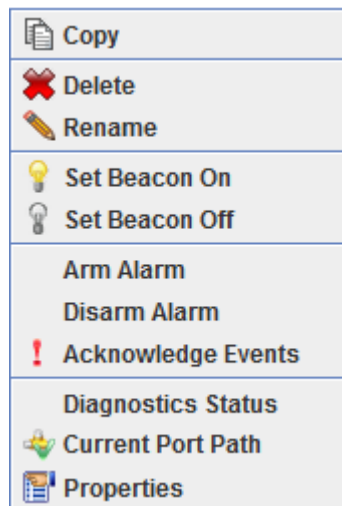 Copy
Delete
Rename
Set Beacon On
Set Beacon Off
Arm Alarm
Disarm Alarm
Acknowledge Events
Diagnostics Status
Current Port Path
Properties